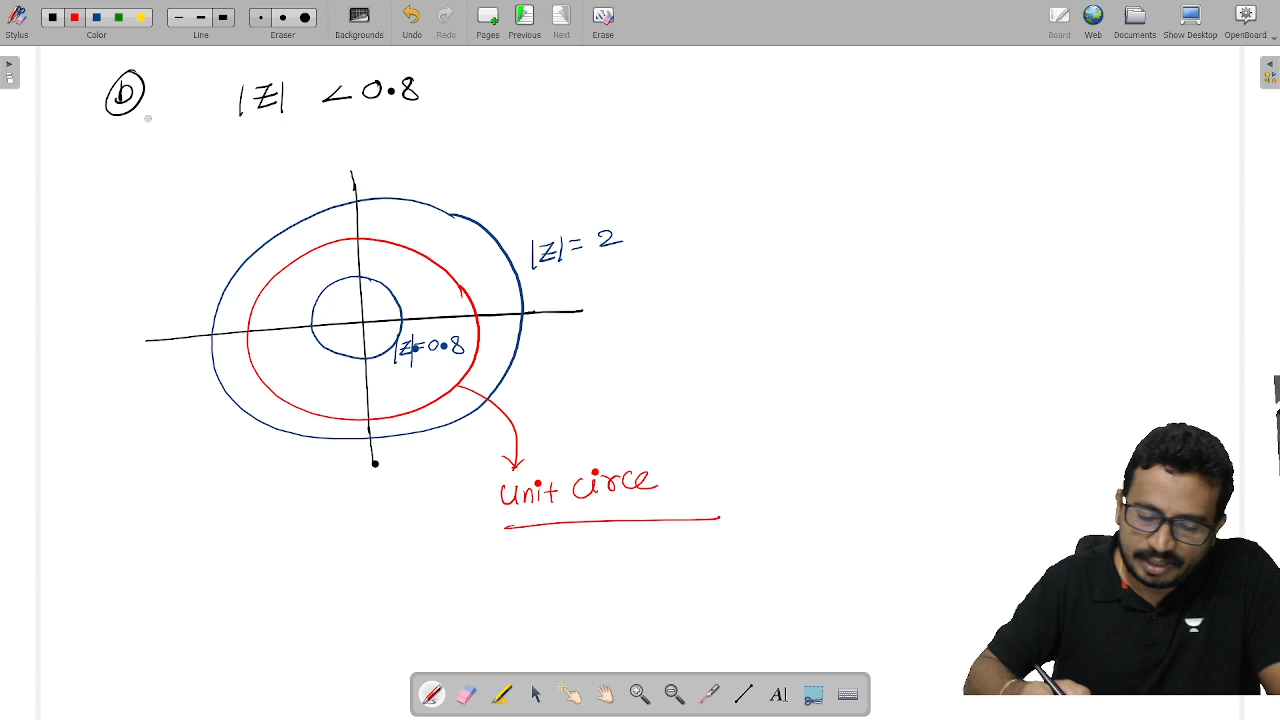 Stylus Color Line Eraser Backgrounds Undo Redo Pages Previous Next Erase Board Web Documents Show Desktop OpenBoard
b |Z| < 0.8
|Z| = 2
|Z| = 0.8
unit circe
AI